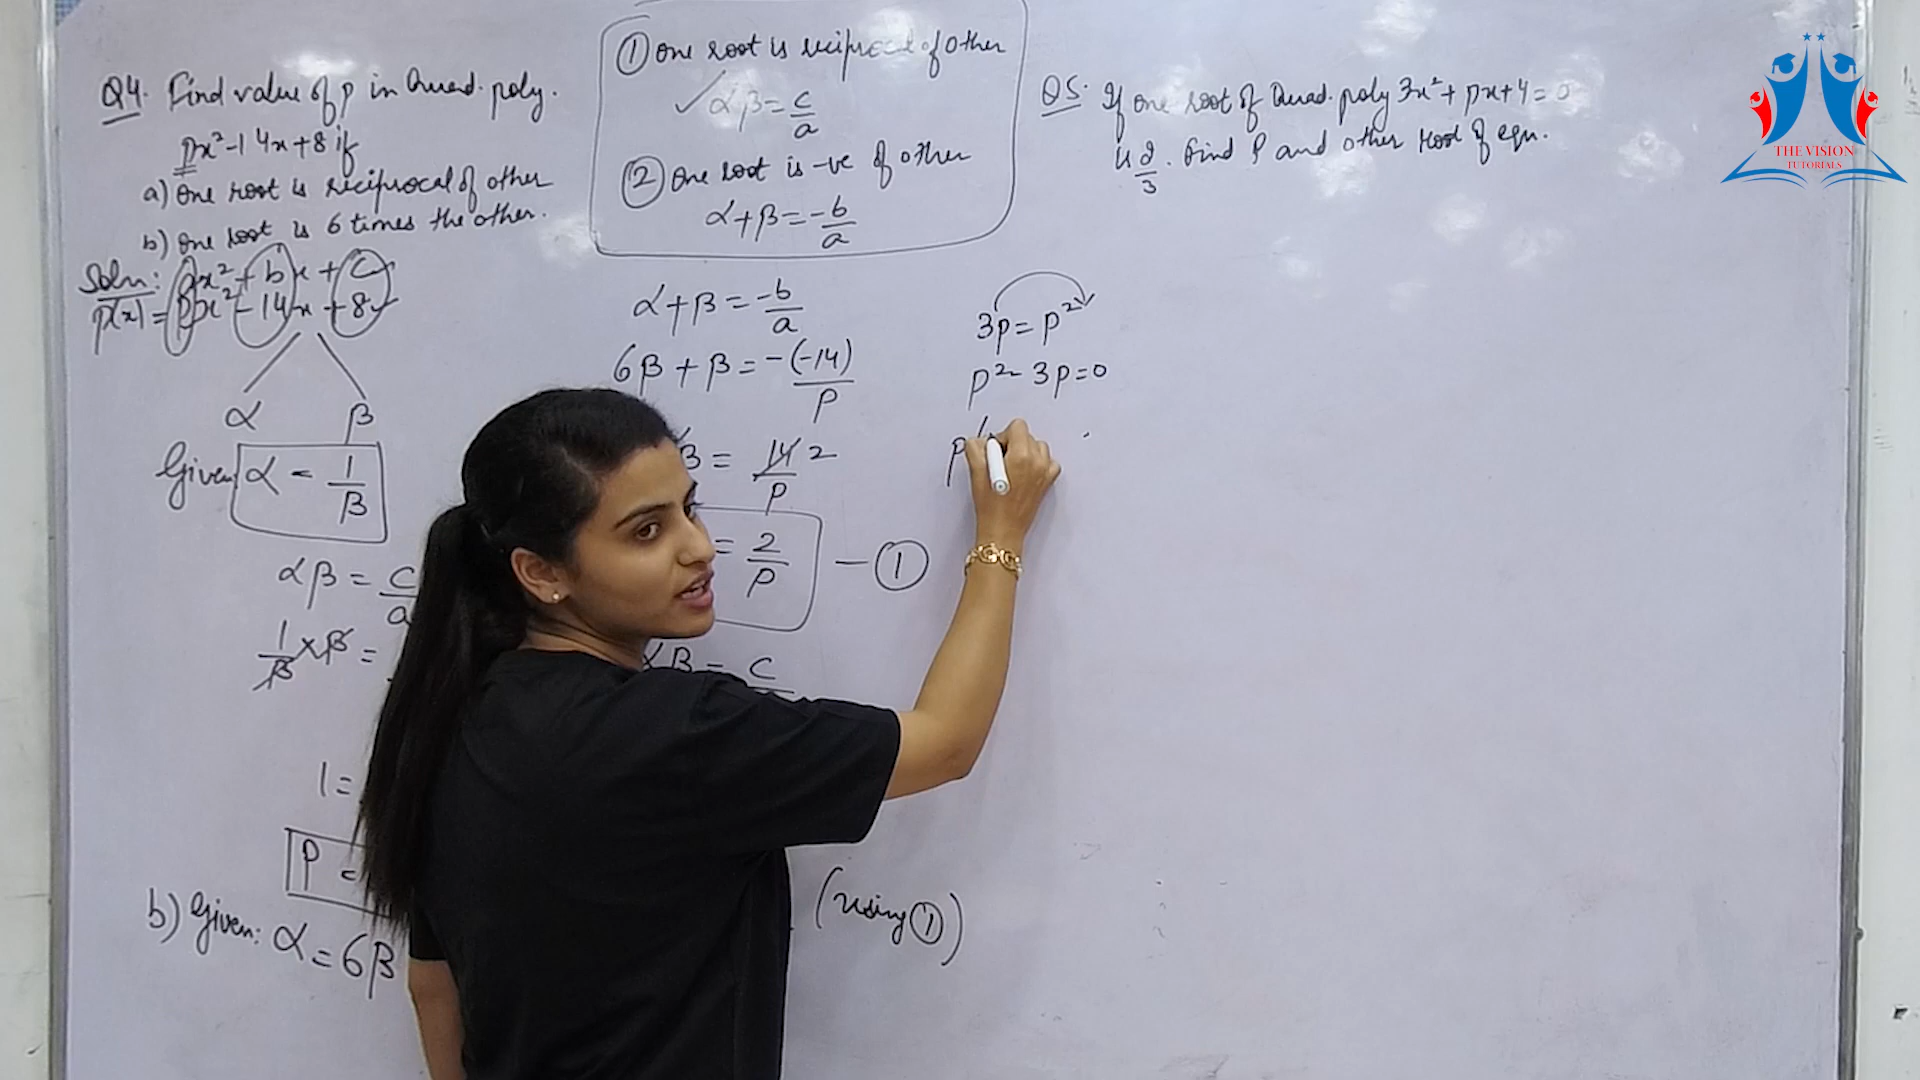 Q4. Find value of p in Quad. poly.
px²-14x+8 if
a) one root is reciprocal of other
b) one root is 6 times the other.
Soln: ax²+bx+c
p(x) = px²-14x+8
α β
Given α = 1/β
αβ = c/a
1/β × β =
1 =
P =
b) Given: α = 6β
① one root is reciprocal of other
✓ αβ = c/a
② one root is -ve of other
α+β = -b/a
α+β = -b/a
6β+β = -(-14)/p
β = 14/p 2
= 2/p — ①
β = c
(using ①)
3p = p²
p²-3p=0
p(
Q5. If one root of Quad. poly 3x²+px+4=0
is 2/3. Find P and other root of eqn.
THE VISION
TUTORIALS